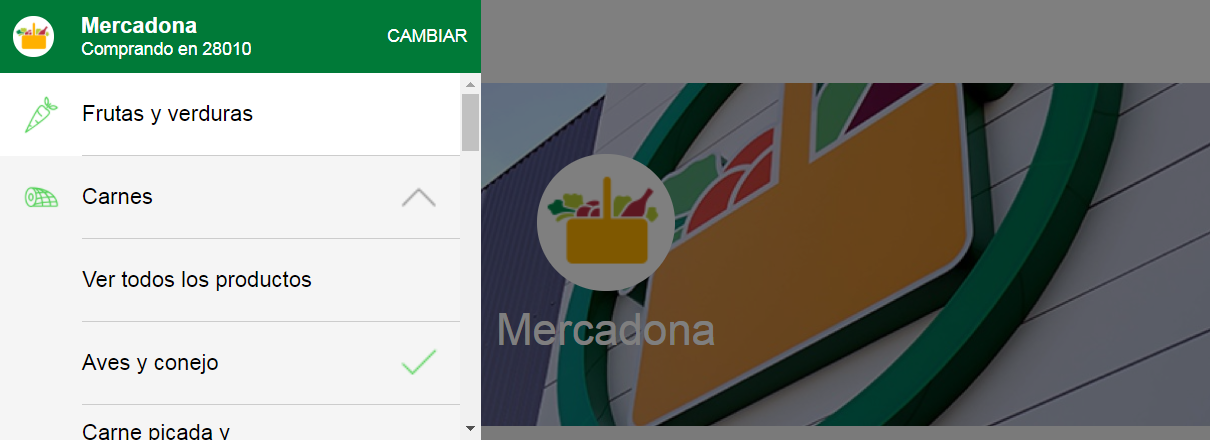 Mercadona
Comprando en 28010
CAMBIAR
Frutas y verduras
Carnes
Ver todos los productos
Aves y conejo
Carne picada y
Mercadona